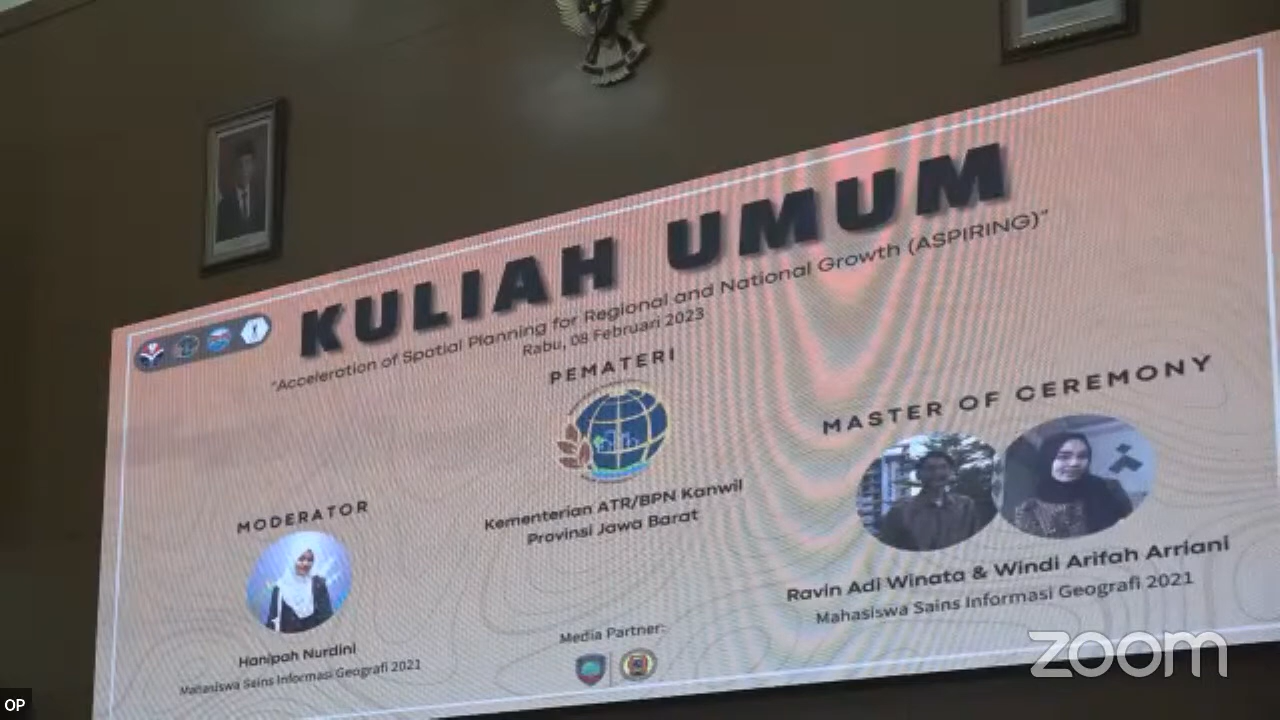 KULIAH UMUM
"Acceleration of Spatial Planning for Regional and National Growth (ASPIRING)"
Rabu, 08 Februari 2023
PEMATERI
Kementerian ATR/BPN Kanwil
Provinsi Jawa Barat
MODERATOR
Hanipah Nurdini
Mahasiswa Sains Informasi Geografi 2021
MASTER OF CEREMONY
Ravin Adi Winata & Windi Arifah Arriani
Mahasiswa Sains Informasi Geografi 2021
Media Partner:
zoom
OP